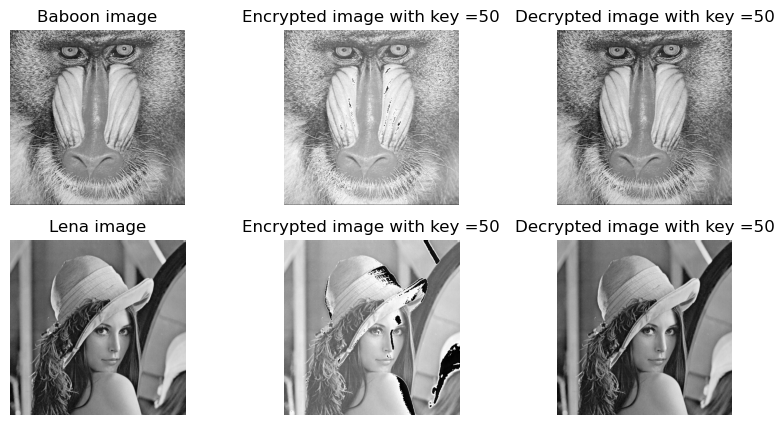 Baboon image
Encrypted image with key =50
Decrypted image with key =50
Lena image
Encrypted image with key =50
Decrypted image with key =50